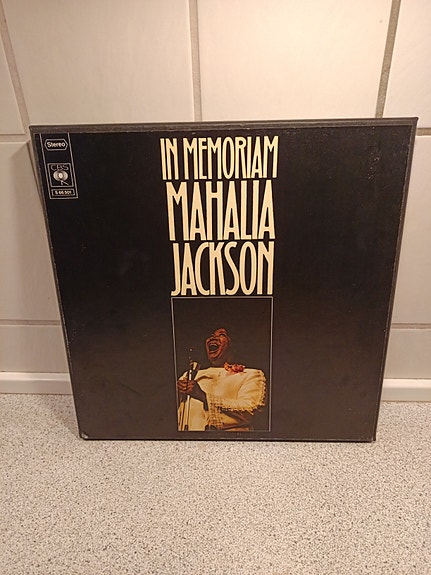 Stereo
CBS
S 66 501
IN MEMORIAM
MAHALIA
JACKSON